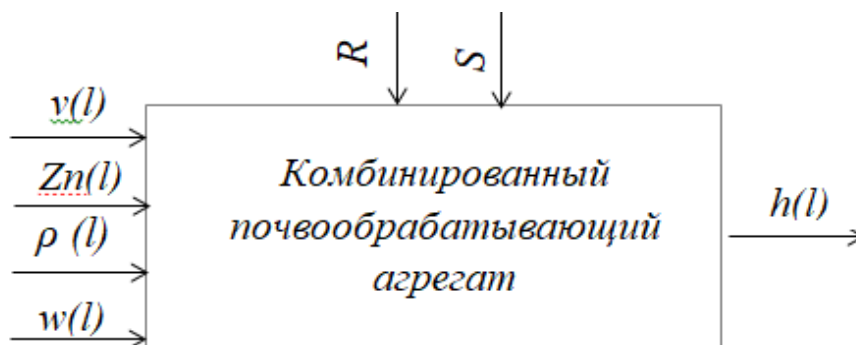 R
S
v(l)
Zn(l)
ρ (l)
w(l)
Комбинированный
почвообрабатывающий
агрегат
h(l)